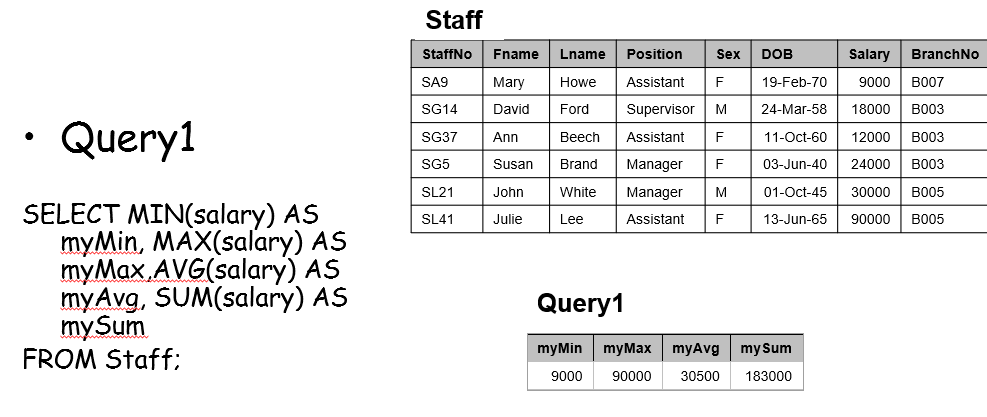 • Query1
SELECT MIN(salary) AS
myMin, MAX(salary) AS
myMax,AVG(salary) AS
myAvg, SUM(salary) AS
mySum
FROM Staff;
Staff
StaffNo Fname Lname Position Sex DOB Salary BranchNo
SA9 Mary Howe Assistant F 19-Feb-70 9000 B007
SG14 David Ford Supervisor M 24-Mar-58 18000 B003
SG37 Ann Beech Assistant F 11-Oct-60 12000 B003
SG5 Susan Brand Manager F 03-Jun-40 24000 B003
SL21 John White Manager M 01-Oct-45 30000 B005
SL41 Julie Lee Assistant F 13-Jun-65 90000 B005
Query1
myMin myMax myAvg mySum
9000 90000 30500 183000